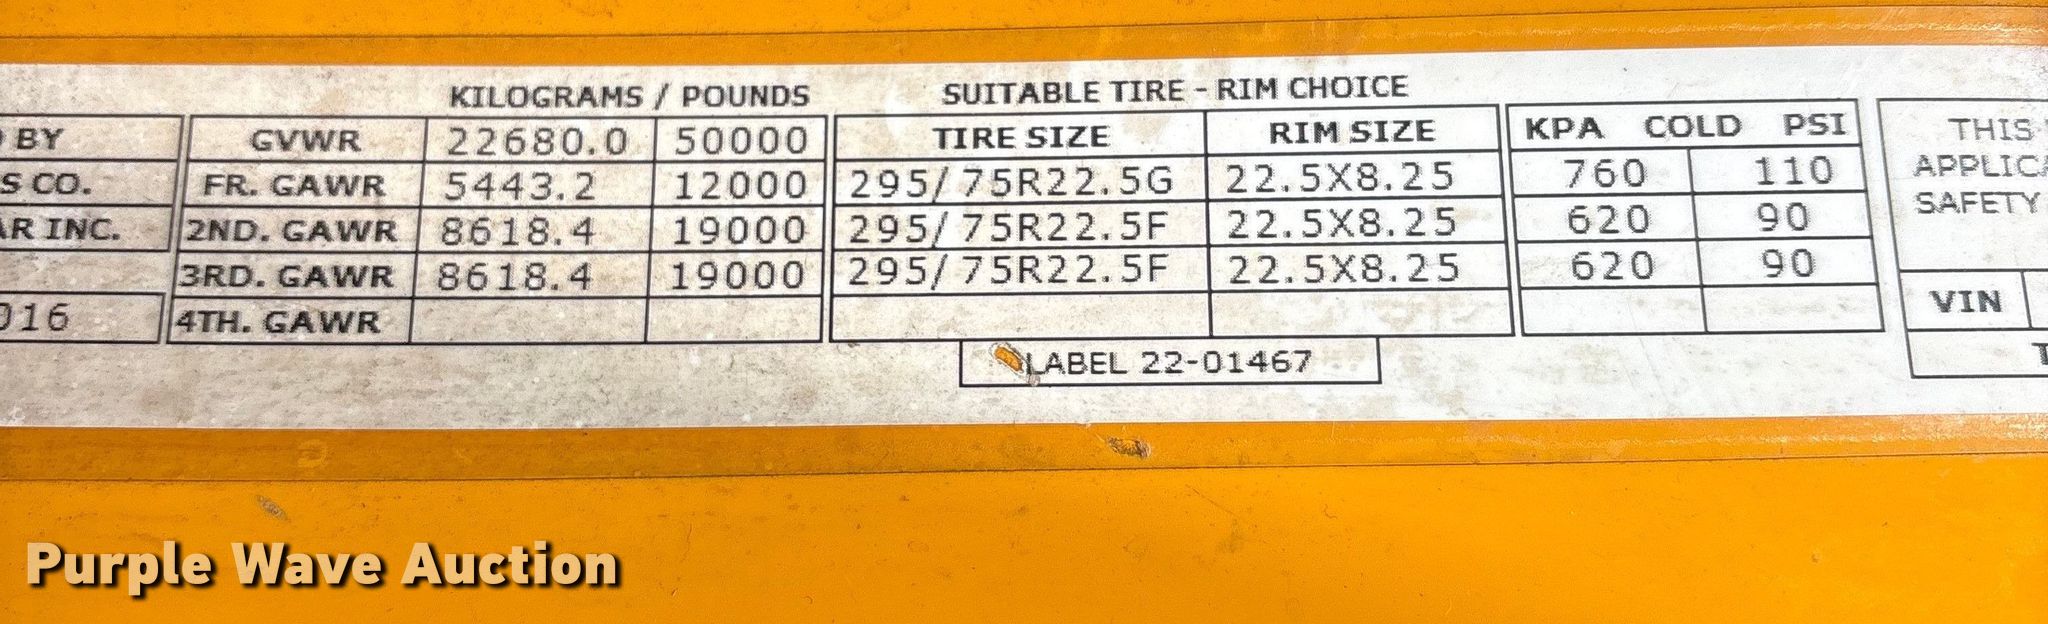 KILOGRAMS / POUNDS SUITABLE TIRE - RIM CHOICE
BY GVWR 22680.0 50000 TIRE SIZE RIM SIZE KPA COLD PSI THIS
S CO. FR. GAWR 5443.2 12000 295/75R22.5G 22.5X8.25 760 110 APPLICA
AR INC. 2ND. GAWR 8618.4 19000 295/75R22.5F 22.5X8.25 620 90 SAFETY
3RD. GAWR 8618.4 19000 295/75R22.5F 22.5X8.25 620 90
016 4TH. GAWR VIN
LABEL 22-01467
Purple Wave Auction